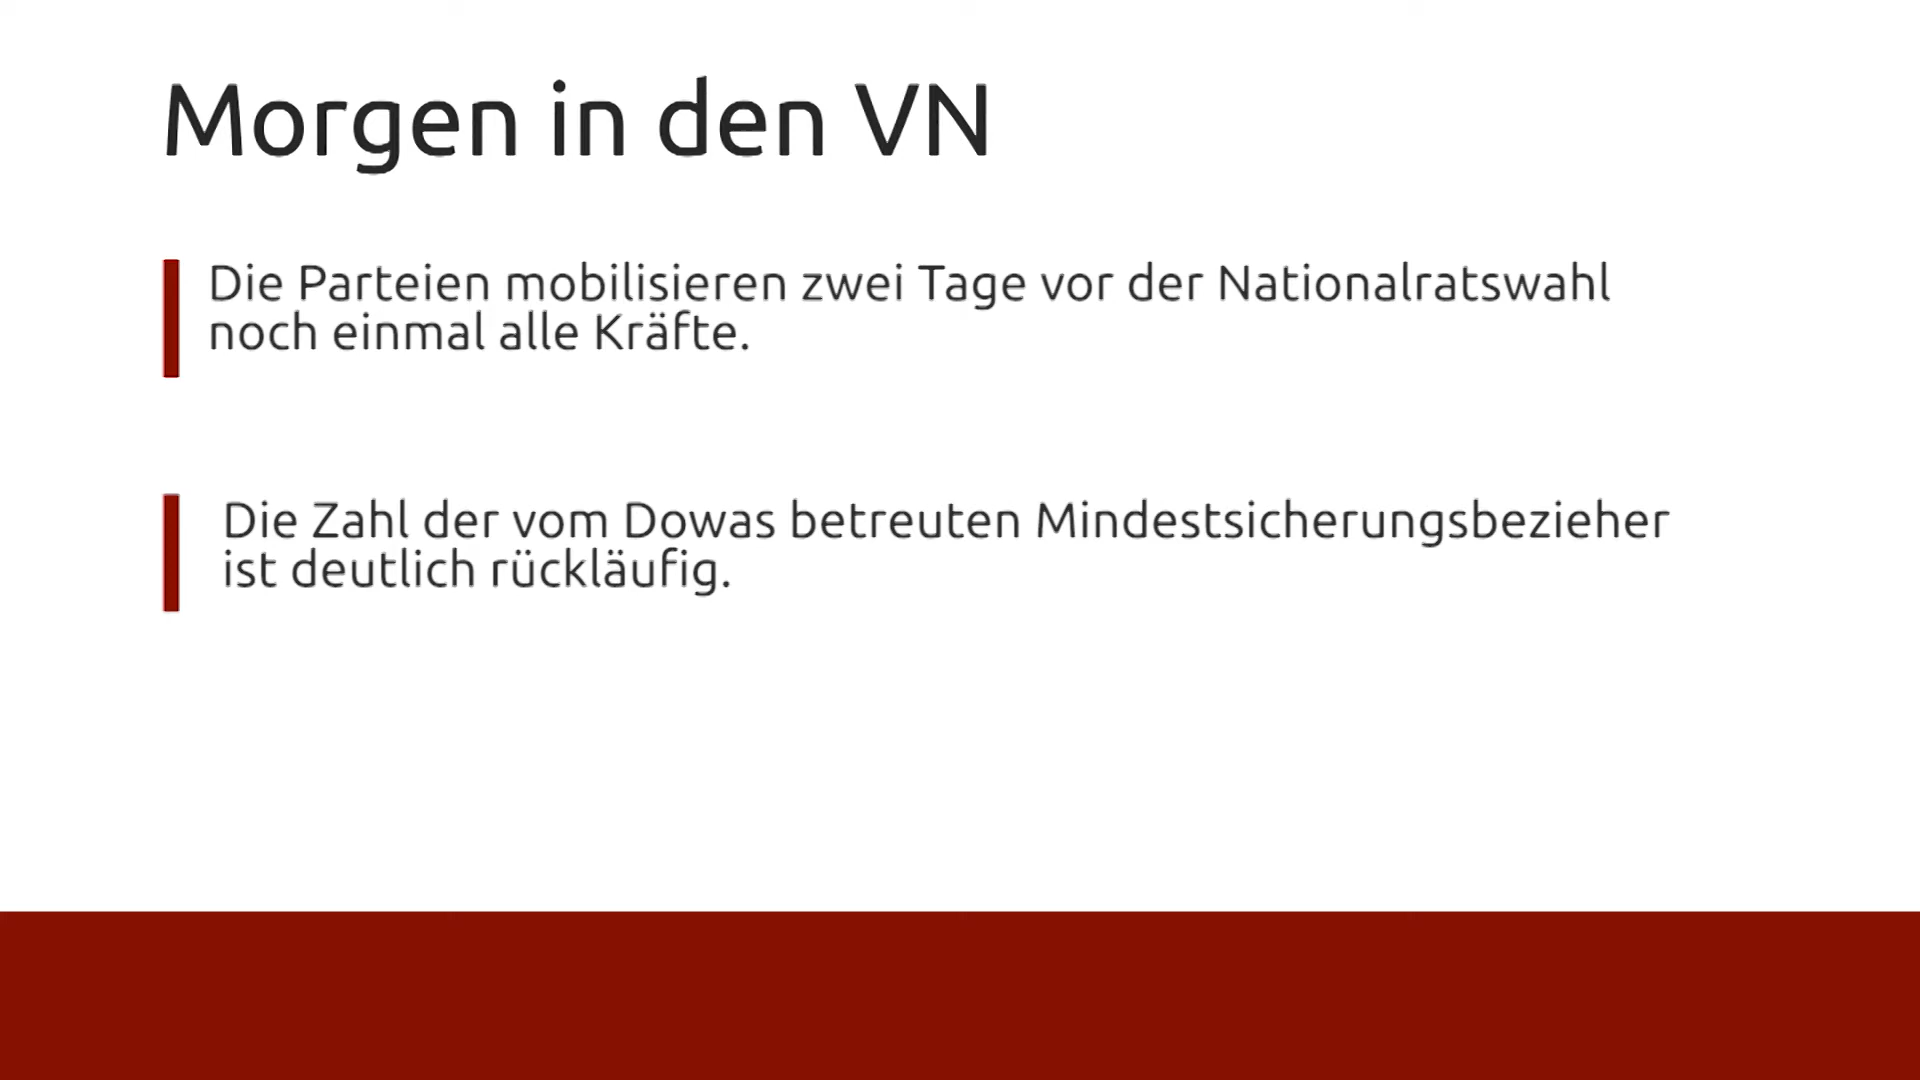 Morgen in den VN
Die Parteien mobilisieren zwei Tage vor der Nationalratswahl
noch einmal alle Kräfte.
Die Zahl der vom Dowas betreuten Mindestsicherungsbezieher
ist deutlich rückläufig.